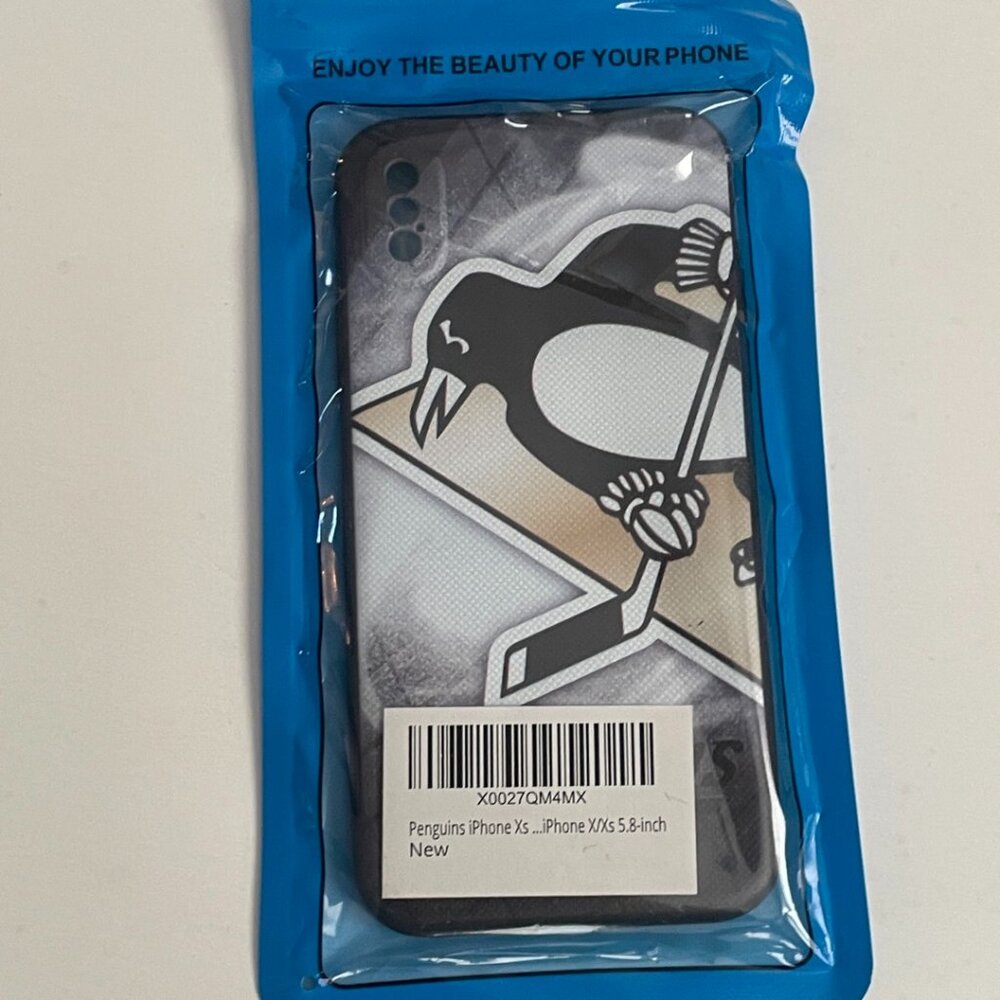 ENJOY THE BEAUTY OF YOUR PHONE
S
X0027QM4MX
Penguins iPhone Xs ...iPhone X/Xs 5.8-inch
New